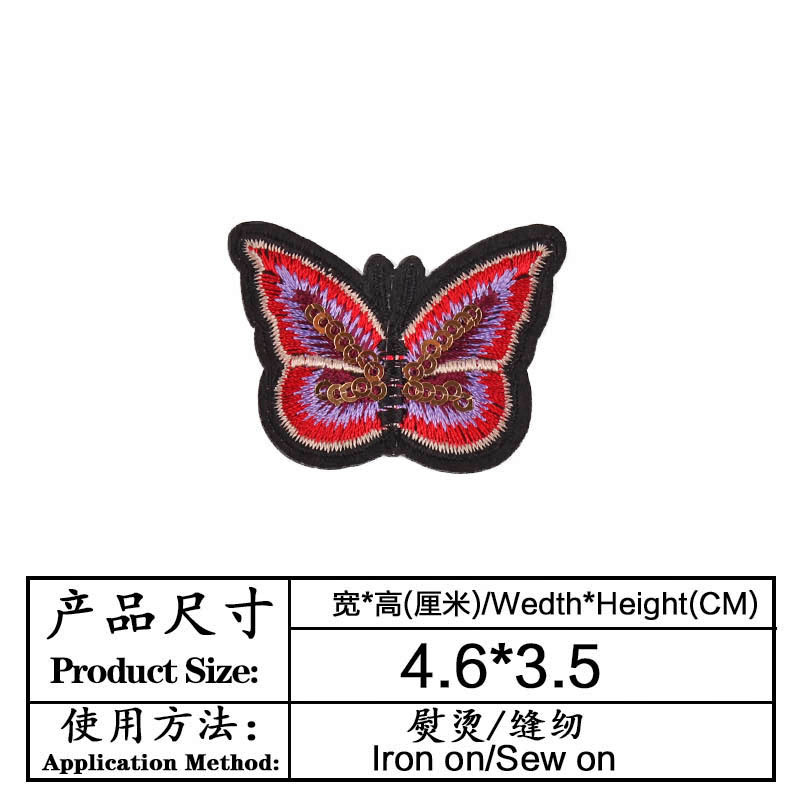 产品尺寸
Product Size:
宽*高(厘米)/Wedth*Height(CM)
4.6*3.5
使用方法：
Application Method:
熨烫/缝纫
Iron on/Sew on